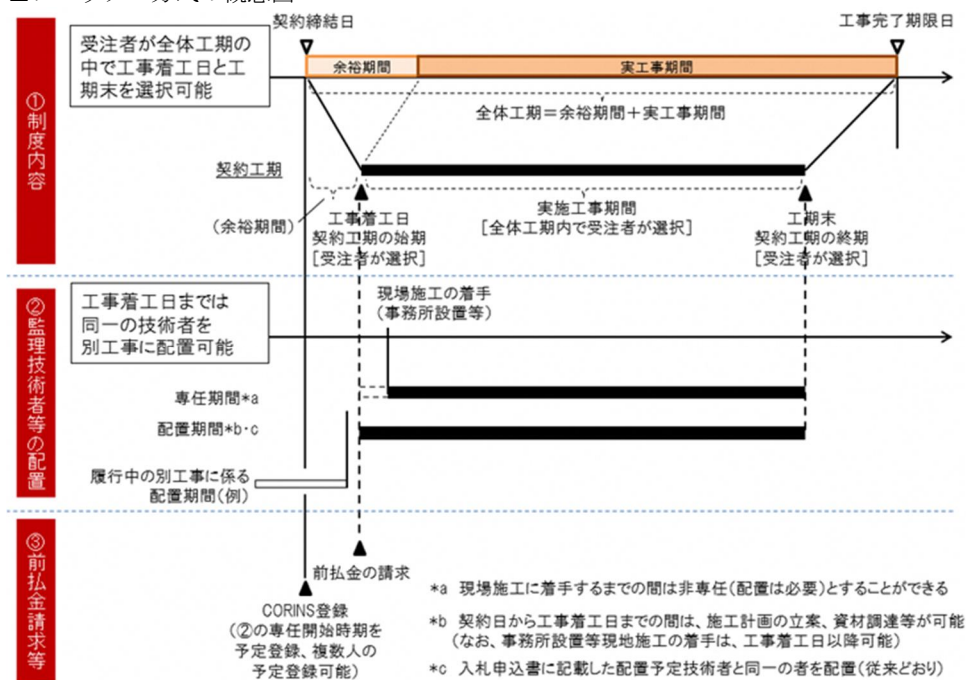 契約締結日
工事完了期限日
受注者が全体工期の
中で工事着工日と工
期末を選択可能
余裕期間
実工事期間
全体工期＝余裕期間＋実工事期間
①制度内容
契約工期
(余裕期間)
工事着工日
契約工期の始期
[受注者が選択]
実施工事期間
[全体工期内で受注者が選択]
工期末
契約工期の終期
[受注者が選択]
②監理技術者等の配置
工事着工日までは
同一の技術者を
別工事に配置可能
現場施工の着手
(事務所設置等)
専任期間*a
配置期間*b・c
履行中の別工事に係る
配置期間(例)
③前払金請求等
前払金の請求
CORINS登録
(②の専任開始時期を
予定登録、複数人の
予定登録可能)
*a 現場施工に着手するまでの間は非専任(配置は必要)とすることができる
*b 契約日から工事着工日までの間は、施工計画の立案、資材調達等が可能
(なお、事務所設置等現地施工の着手は、工事着工日以降可能)
*c 入札申込書に記載した配置予定技術者と同一の者を配置(従来どおり)